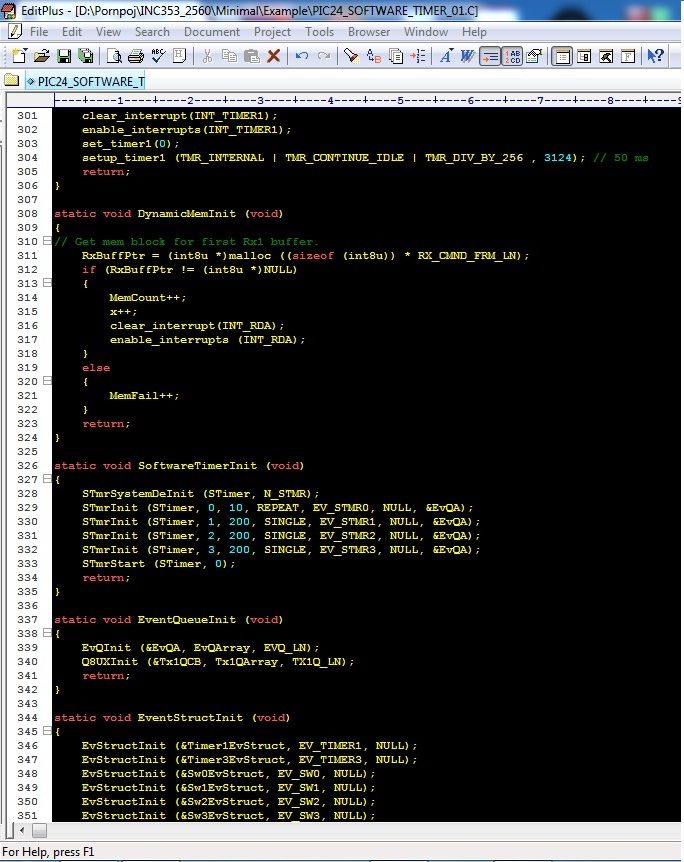 EditPlus - [D:\Pornpoj\INC353_2560\Minimal\Example\PIC24_SOFTWARE_TIMER_01.C]
File Edit View Search Document Project Tools Browser Window Help
PIC24_SOFTWARE_T
----+----1----+----2----+----3----+----4----+----5----+----6----+----7----+----8----+----9
301     clear_interrupt(INT_TIMER1);
302     enable_interrupts(INT_TIMER1);
303     set_timer1(0);
304     setup_timer1 (TMR_INTERNAL | TMR_CONTINUE_IDLE | TMR_DIV_BY_256 , 3124); // 50 ms
305     return;
306 }
307
308 static void DynamicMemInit (void)
309 {
310 // Get mem block for first Rx1 buffer.
311     RxBuffPtr = (int8u *)malloc ((sizeof (int8u)) * RX_CMND_FRM_LN);
312     if (RxBuffPtr != (int8u *)NULL)
313     {
314         MemCount++;
315         x++;
316         clear_interrupt(INT_RDA);
317         enable_interrupts (INT_RDA);
318     }
319     else
320     {
321         MemFail++;
322     }
323     return;
324 }
325
326 static void SoftwareTimerInit (void)
327 {
328     STmrSystemDeInit (STimer, N_STMR);
329     STmrInit (STimer, 0, 10, REPEAT, EV_STMR0, NULL, &EvQA);
330     STmrInit (STimer, 1, 200, SINGLE, EV_STMR1, NULL, &EvQA);
331     STmrInit (STimer, 2, 200, SINGLE, EV_STMR2, NULL, &EvQA);
332     STmrInit (STimer, 3, 200, SINGLE, EV_STMR3, NULL, &EvQA);
333     STmrStart (STimer, 0);
334     return;
335 }
336
337 static void EventQueueInit (void)
338 {
339     EvQInit (&EvQA, EvQArray, EVQ_LN);
340     Q8UXInit (&Tx1QCB, Tx1QArray, TX1Q_LN);
341     return;
342 }
343
344 static void EventStructInit (void)
345 {
346     EvStructInit (&Timer1EvStruct, EV_TIMER1, NULL);
347     EvStructInit (&Timer3EvStruct, EV_TIMER3, NULL);
348     EvStructInit (&Sw0EvStruct, EV_SW0, NULL);
349     EvStructInit (&Sw1EvStruct, EV_SW1, NULL);
350     EvStructInit (&Sw2EvStruct, EV_SW2, NULL);
351     EvStructInit (&Sw3EvStruct, EV_SW3, NULL);
For Help, press F1